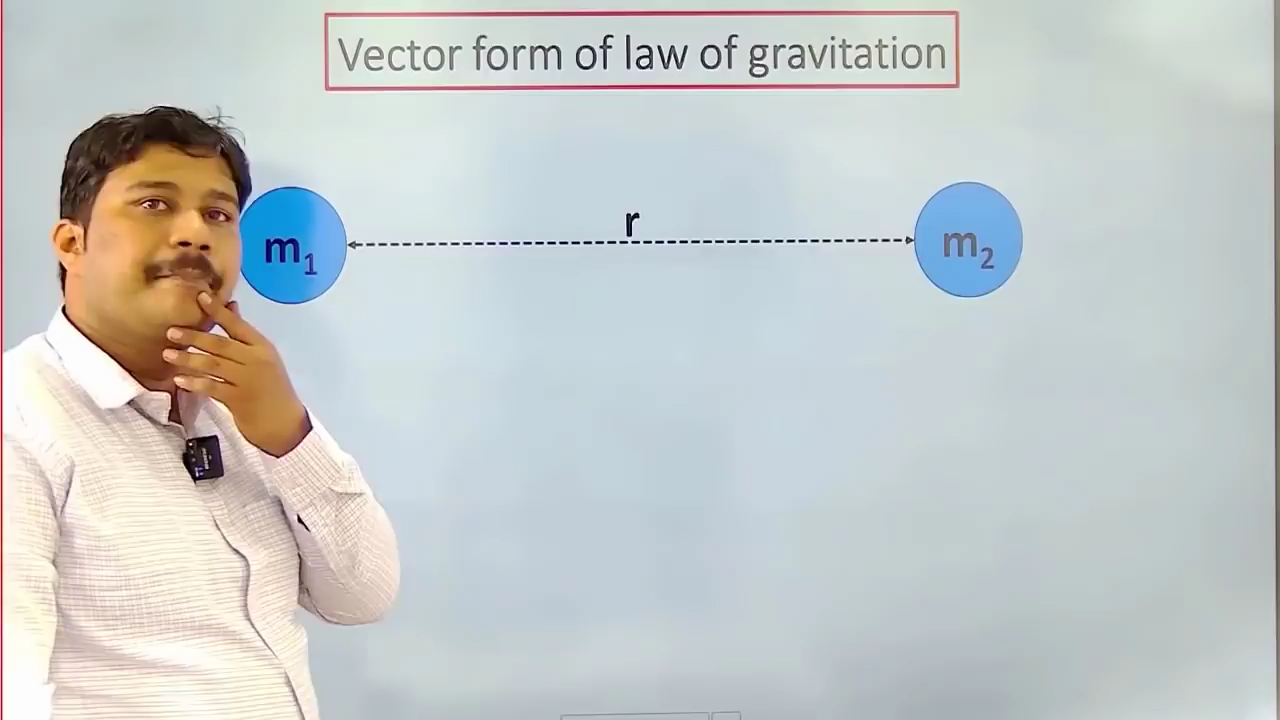 Vector form of law of gravitation
r
m₁
m₂